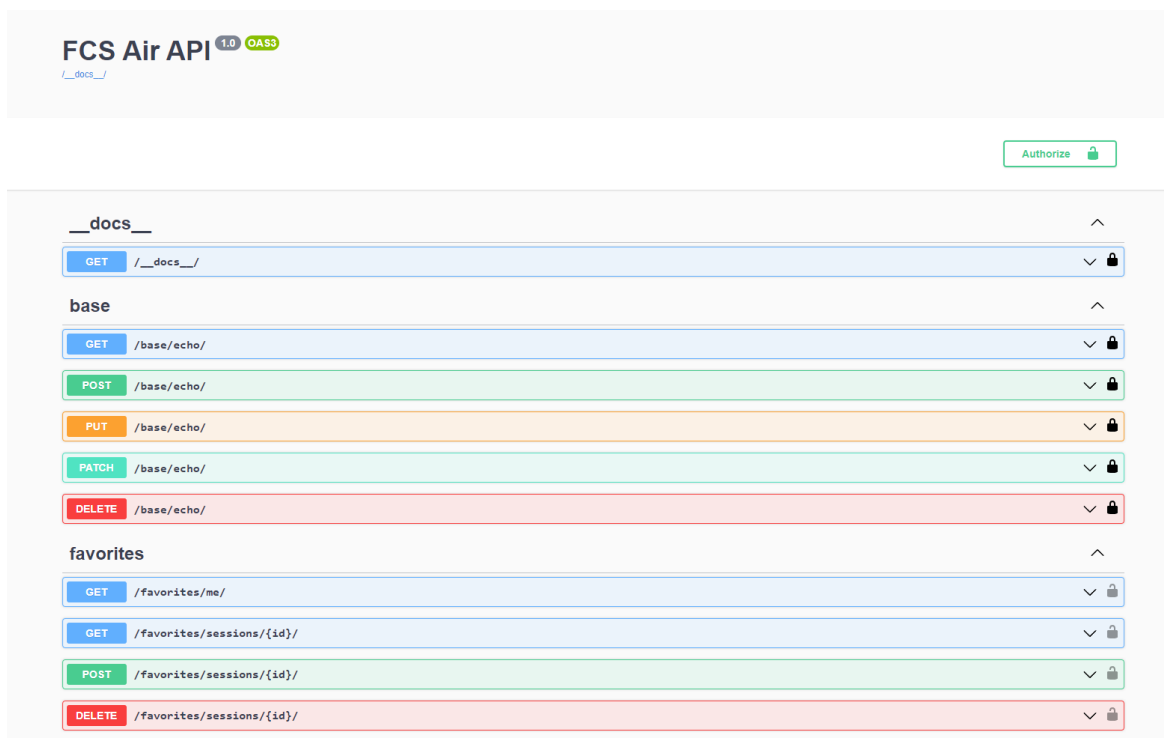 FCS Air API 1.0 OAS3
/__docs__/
Authorize
__docs__
GET /__docs__/
base
GET /base/echo/
POST /base/echo/
PUT /base/echo/
PATCH /base/echo/
DELETE /base/echo/
favorites
GET /favorites/me/
GET /favorites/sessions/{id}/
POST /favorites/sessions/{id}/
DELETE /favorites/sessions/{id}/